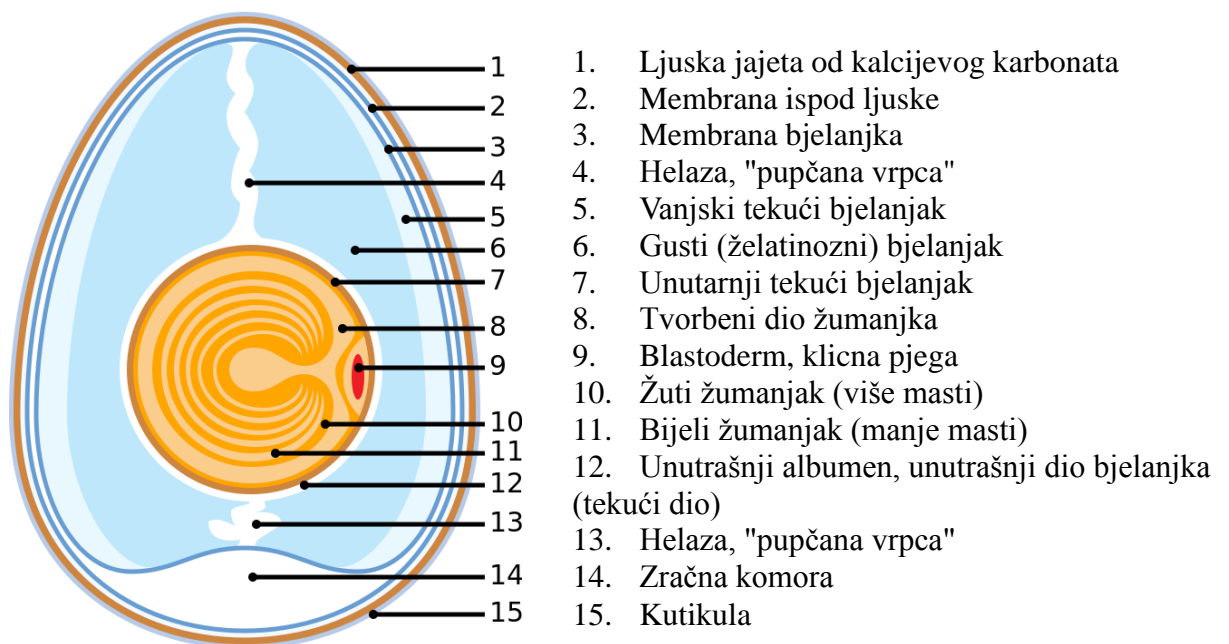 1
2
3
4
5
6
7
8
9
10
11
12
13
14
15
1. Ljuska jajeta od kalcijevog karbonata
2. Membrana ispod ljuske
3. Membrana bjelanjka
4. Helaza, "pupčana vrpca"
5. Vanjski tekući bjelanjak
6. Gusti (želatinozni) bjelanjak
7. Unutarnji tekući bjelanjak
8. Tvorbeni dio žumanjka
9. Blastoderm, klicna pjega
10. Žuti žumanjak (više masti)
11. Bijeli žumanjak (manje masti)
12. Unutrašnji albumen, unutrašnji dio bjelanjka
(tekući dio)
13. Helaza, "pupčana vrpca"
14. Zračna komora
15. Kutikula